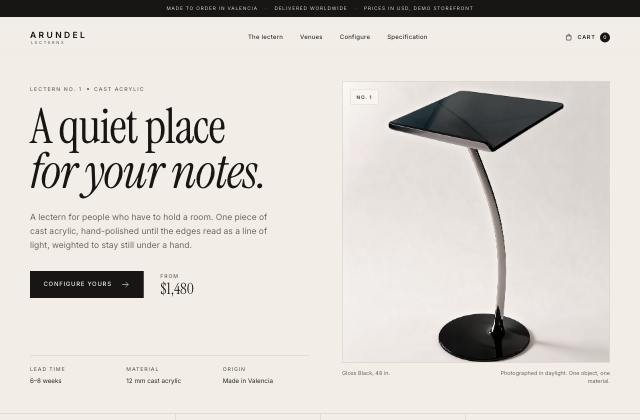 MADE TO ORDER IN VALENCIA · DELIVERED WORLDWIDE · PRICES IN USD, DEMO STOREFRONT
ARUNDEL
LECTERNS
The lectern Venues Configure Specification
CART 0
LECTERN NO. 1 • CAST ACRYLIC
A quiet place
for your notes.
A lectern for people who have to hold a room. One piece of
cast acrylic, hand-polished until the edges read as a line of
light, weighted to stay still under a hand.
CONFIGURE YOURS →
FROM
$1,480
LEAD TIME
6–8 weeks
MATERIAL
12 mm cast acrylic
ORIGIN
Made in Valencia
NO. 1
Gloss Black, 48 in.
Photographed in daylight. One object, one
material.